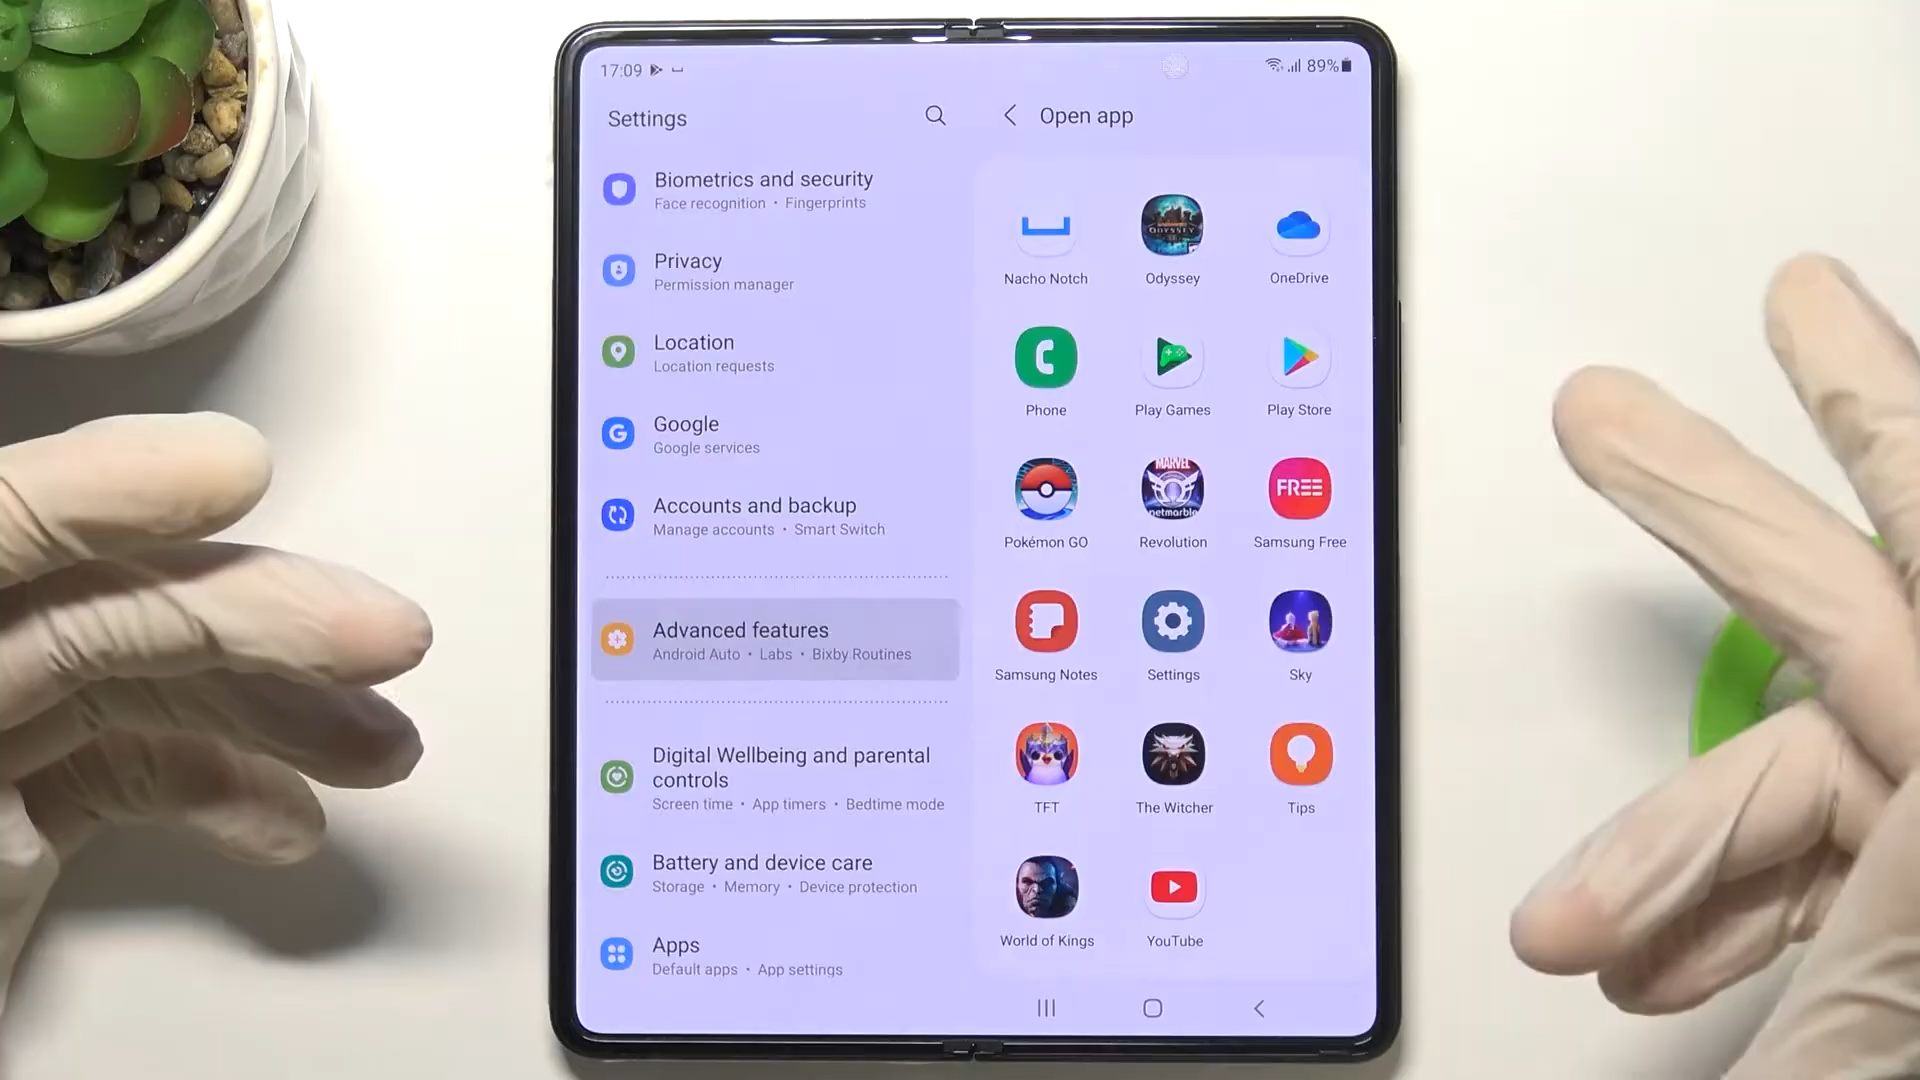 17:09
89%
Settings
Biometrics and security
Face recognition • Fingerprints
Privacy
Permission manager
Location
Location requests
Google
Google services
Accounts and backup
Manage accounts • Smart Switch
Advanced features
Android Auto • Labs • Bixby Routines
Digital Wellbeing and parental
controls
Screen time • App timers • Bedtime mode
Battery and device care
Storage • Memory • Device protection
Apps
Default apps • App settings
Open app
ODYSSEY
Nacho Notch
Odyssey
OneDrive
Phone
Play Games
Play Store
MARVEL
netmarble
FREE
Pokémon GO
Revolution
Samsung Free
Samsung Notes
Settings
Sky
TFT
The Witcher
Tips
World of Kings
YouTube